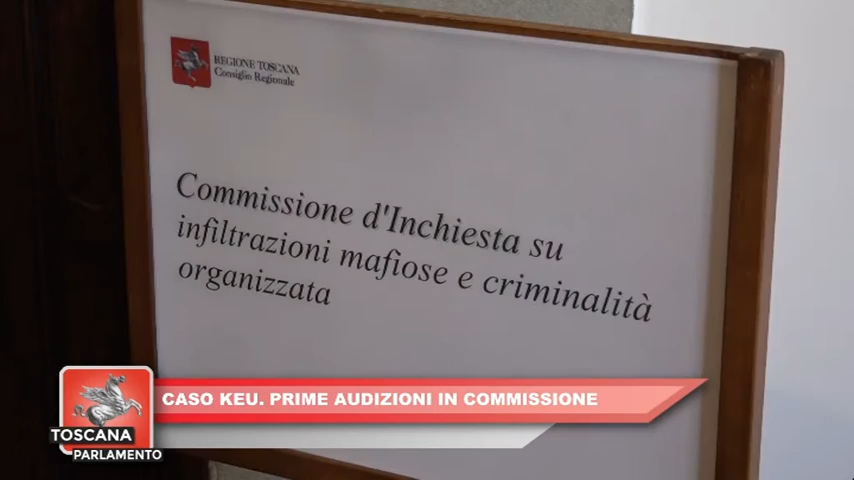 REGIONE TOSCANA
Consiglio Regionale
Commissione d'Inchiesta su
infiltrazioni mafiose e criminalità
organizzata
CASO KEU. PRIME AUDIZIONI IN COMMISSIONE
TOSCANA
PARLAMENTO